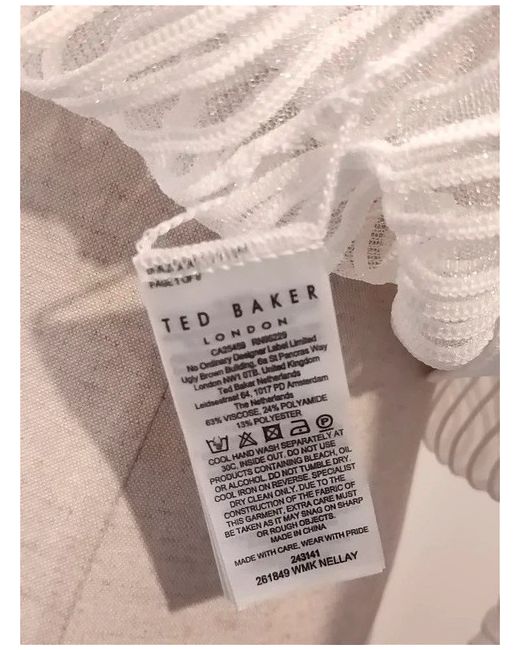 PAGE 1 OF 9
TED BAKER
LONDON
CA25459 RN95229
No Ordinary Designer Label Limited
Ugly Brown Building, 6a St Pancras Way
London NW1 0TB, United Kingdom
Ted Baker Netherlands
Leidsestraat 64, 1017 PD Amsterdam
The Netherlands
63% VISCOSE, 24% POLYAMIDE
13% POLYESTER
COOL HAND WASH SEPARATELY AT
30C, INSIDE OUT. DO NOT USE
PRODUCTS CONTAINING BLEACH, OIL
OR ALCOHOL. DO NOT TUMBLE DRY.
COOL IRON ON REVERSE. SPECIALIST
DRY CLEAN ONLY. DUE TO THE
CONSTRUCTION OF THE FABRIC OF
THIS GARMENT, EXTRA CARE MUST
BE TAKEN AS IT MAY SNAG ON SHARP
OR ROUGH OBJECTS.
MADE IN CHINA
MADE WITH CARE, WEAR WITH PRIDE
243141
261849 WMK NELLAY